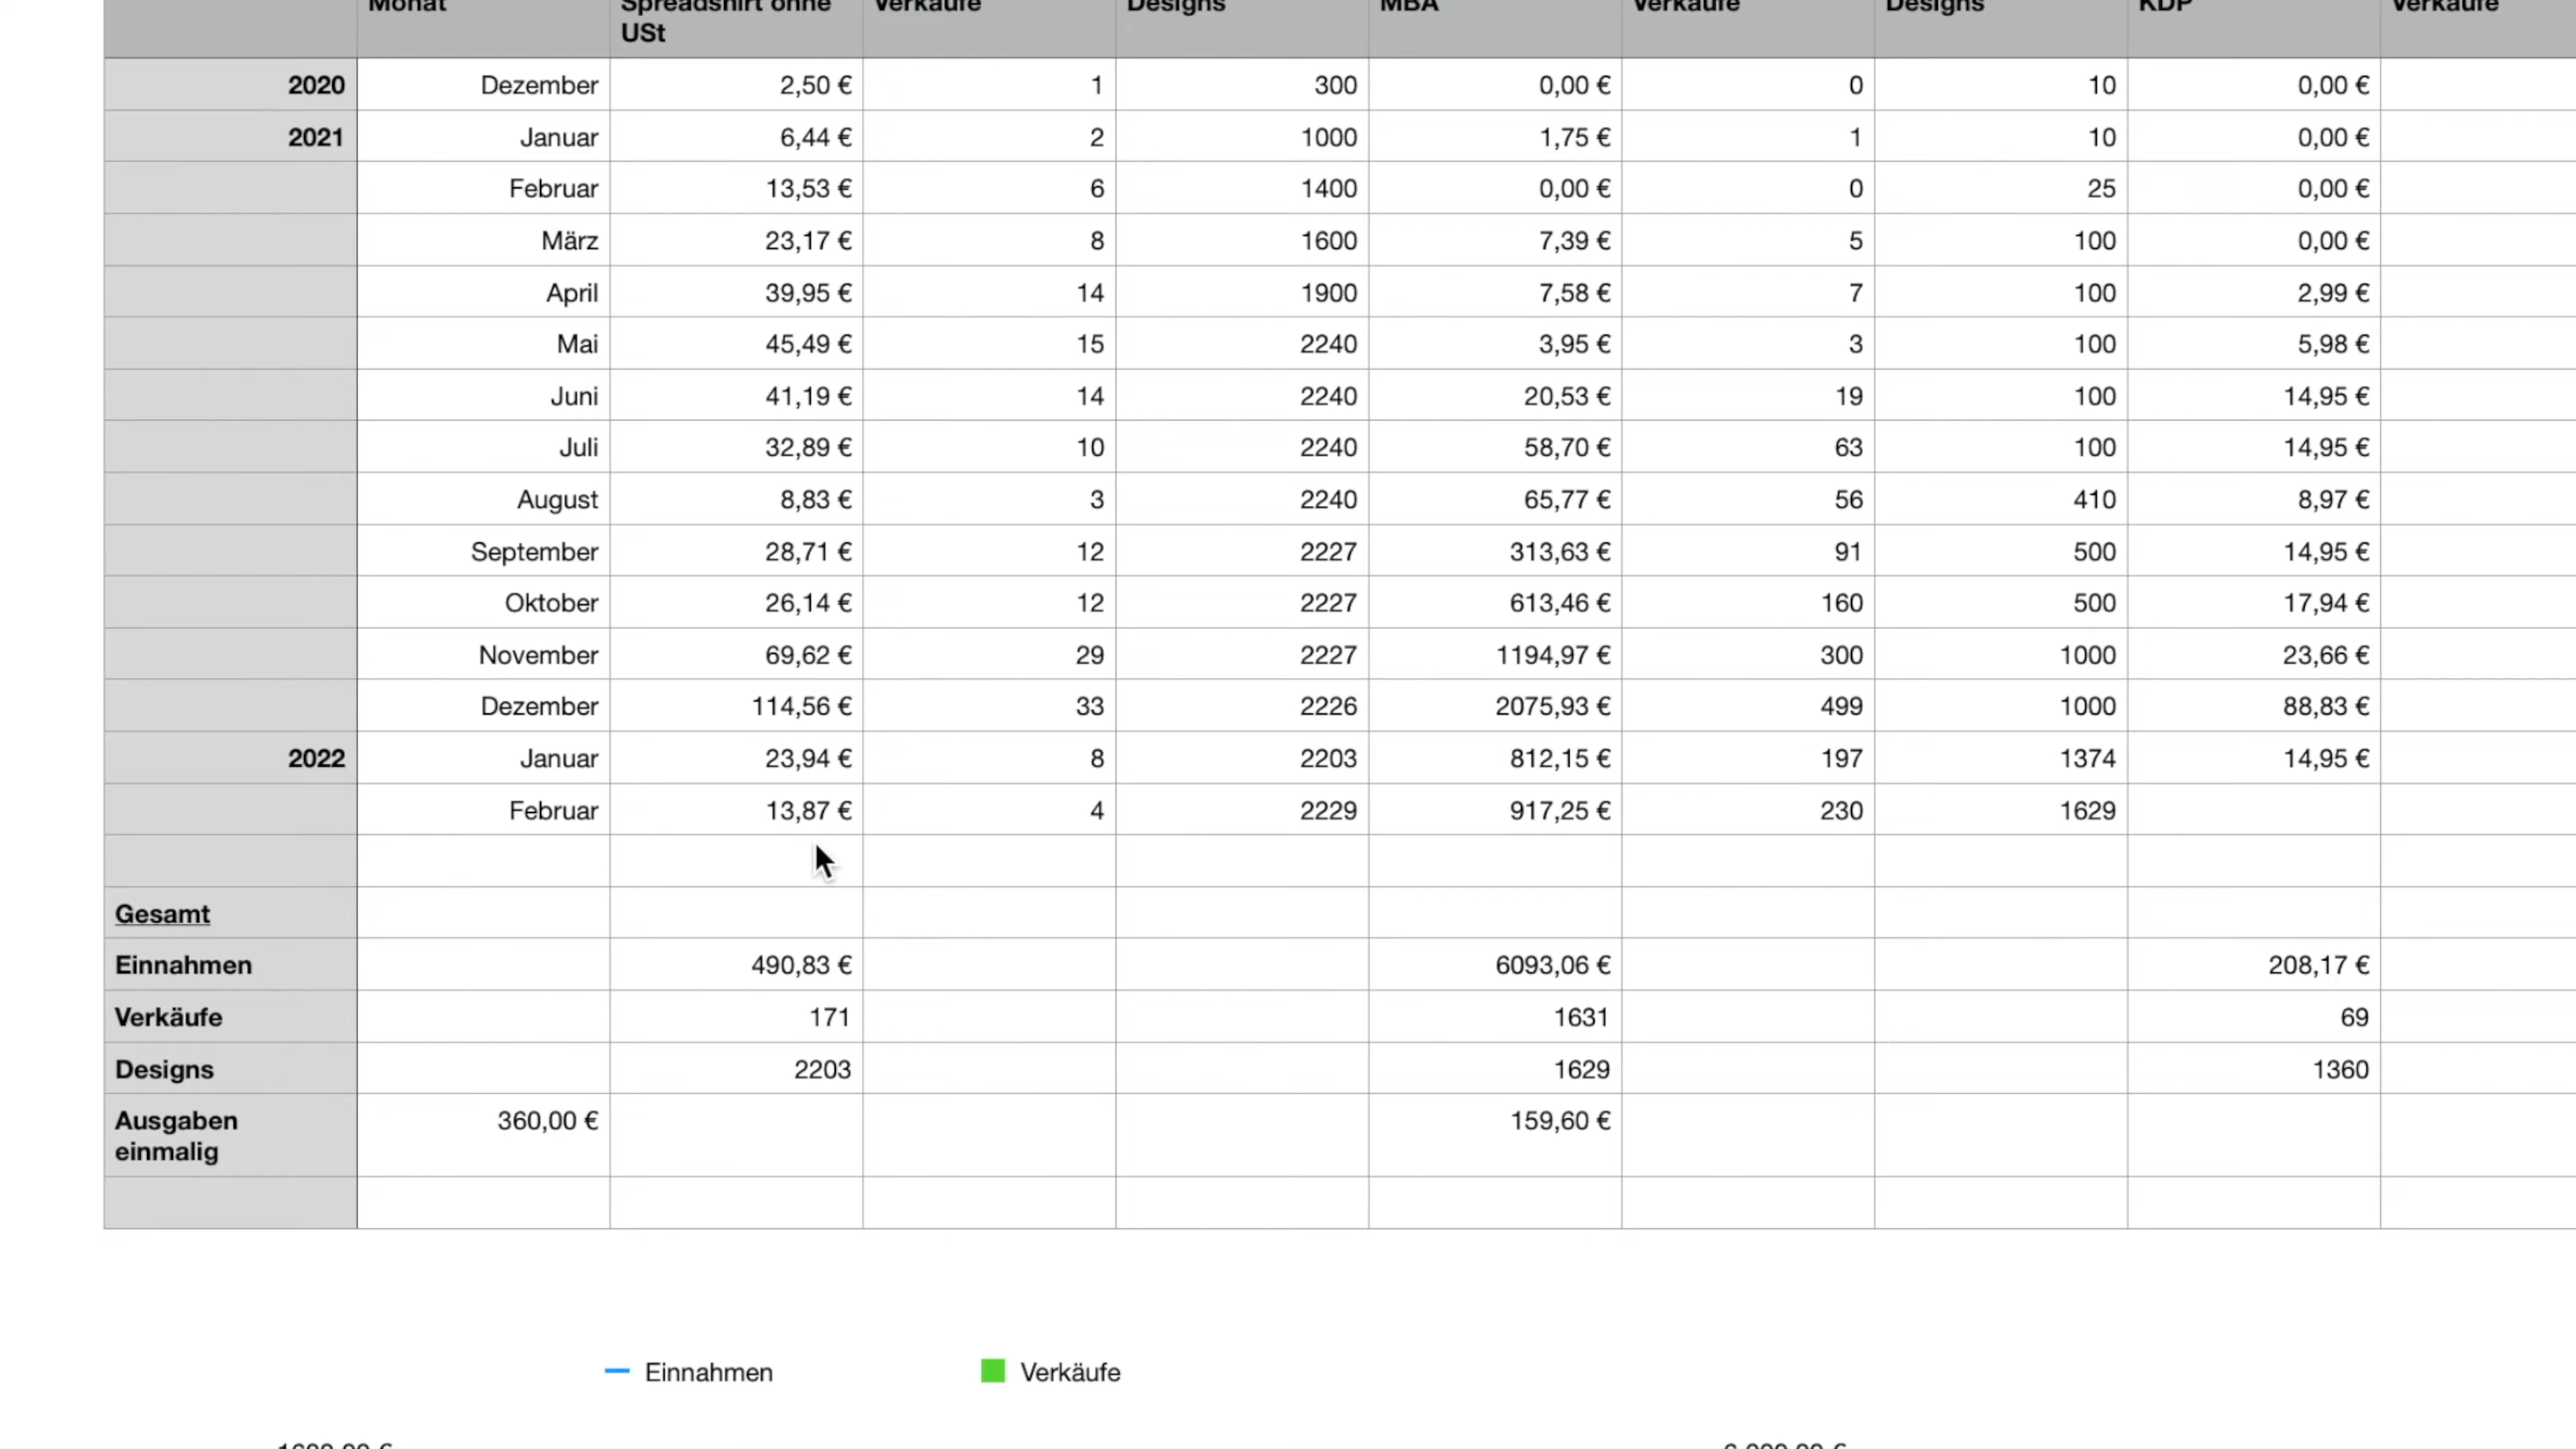 Monat Spreadshirt ohne USt Verkäufe Designs MBA Verkäufe Designs KDP Verkäufe
2020 Dezember 2,50 € 1 300 0,00 € 0 10 0,00 €
2021 Januar 6,44 € 2 1000 1,75 € 1 10 0,00 €
Februar 13,53 € 6 1400 0,00 € 0 25 0,00 €
März 23,17 € 8 1600 7,39 € 5 100 0,00 €
April 39,95 € 14 1900 7,58 € 7 100 2,99 €
Mai 45,49 € 15 2240 3,95 € 3 100 5,98 €
Juni 41,19 € 14 2240 20,53 € 19 100 14,95 €
Juli 32,89 € 10 2240 58,70 € 63 100 14,95 €
August 8,83 € 3 2240 65,77 € 56 410 8,97 €
September 28,71 € 12 2227 313,63 € 91 500 14,95 €
Oktober 26,14 € 12 2227 613,46 € 160 500 17,94 €
November 69,62 € 29 2227 1194,97 € 300 1000 23,66 €
Dezember 114,56 € 33 2226 2075,93 € 499 1000 88,83 €
2022 Januar 23,94 € 8 2203 812,15 € 197 1374 14,95 €
Februar 13,87 € 4 2229 917,25 € 230 1629
Gesamt
Einnahmen 490,83 € 6093,06 € 208,17 €
Verkäufe 171 1631 69
Designs 2203 1629 1360
Ausgaben einmalig 360,00 € 159,60 €
Einnahmen Verkäufe